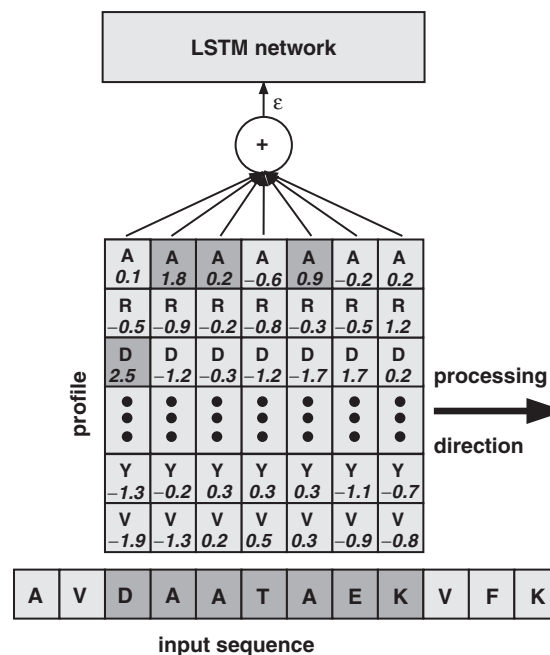 LSTM network
ε
+
A A A A A A A
0.1 1.8 0.2 −0.6 0.9 −0.2 0.2
R R R R R R R
−0.5 −0.9 −0.2 −0.8 −0.3 −0.5 1.2
D D D D D D D
2.5 −1.2 −0.3 −1.2 −1.7 1.7 0.2
processing
direction
profile
Y Y Y Y Y Y Y
−1.3 −0.2 0.3 0.3 0.3 −1.1 −0.7
V V V V V V V
−1.9 −1.3 0.2 0.5 0.3 −0.9 −0.8
A V D A A T A E K V F K
input sequence